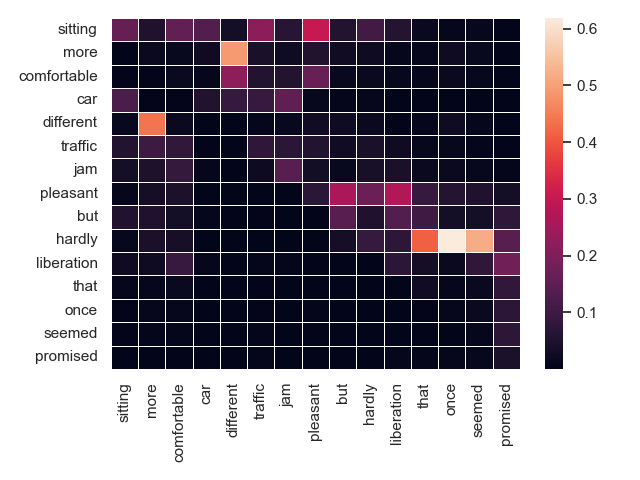 sitting
more
comfortable
car
different
traffic
jam
pleasant
but
hardly
liberation
that
once
seemed
promised
sitting
more
comfortable
car
different
traffic
jam
pleasant
but
hardly
liberation
that
once
seemed
promised
0.6
0.5
0.4
0.3
0.2
0.1